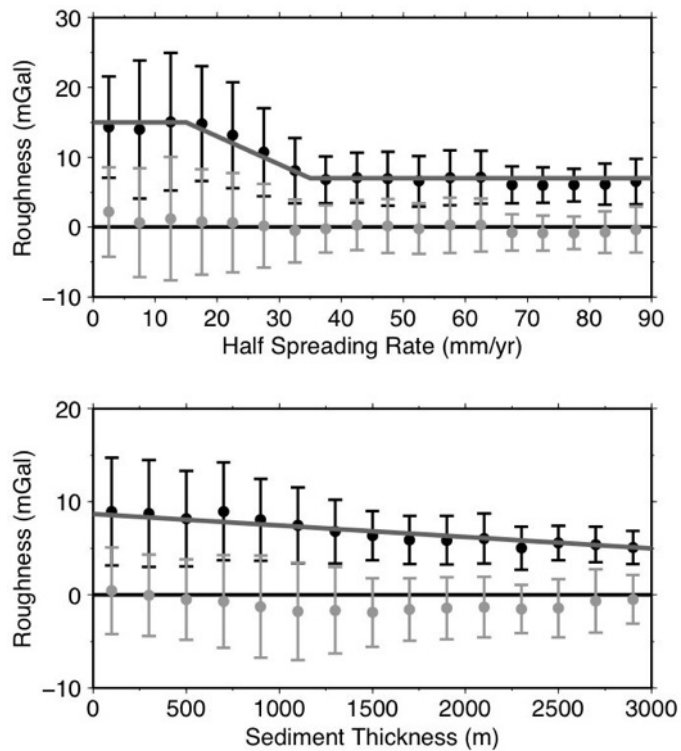 30
20
10
0
−10
Roughness (mGal)
0 10 20 30 40 50 60 70 80 90
Half Spreading Rate (mm/yr)
20
10
0
−10
Roughness (mGal)
0 500 1000 1500 2000 2500 3000
Sediment Thickness (m)